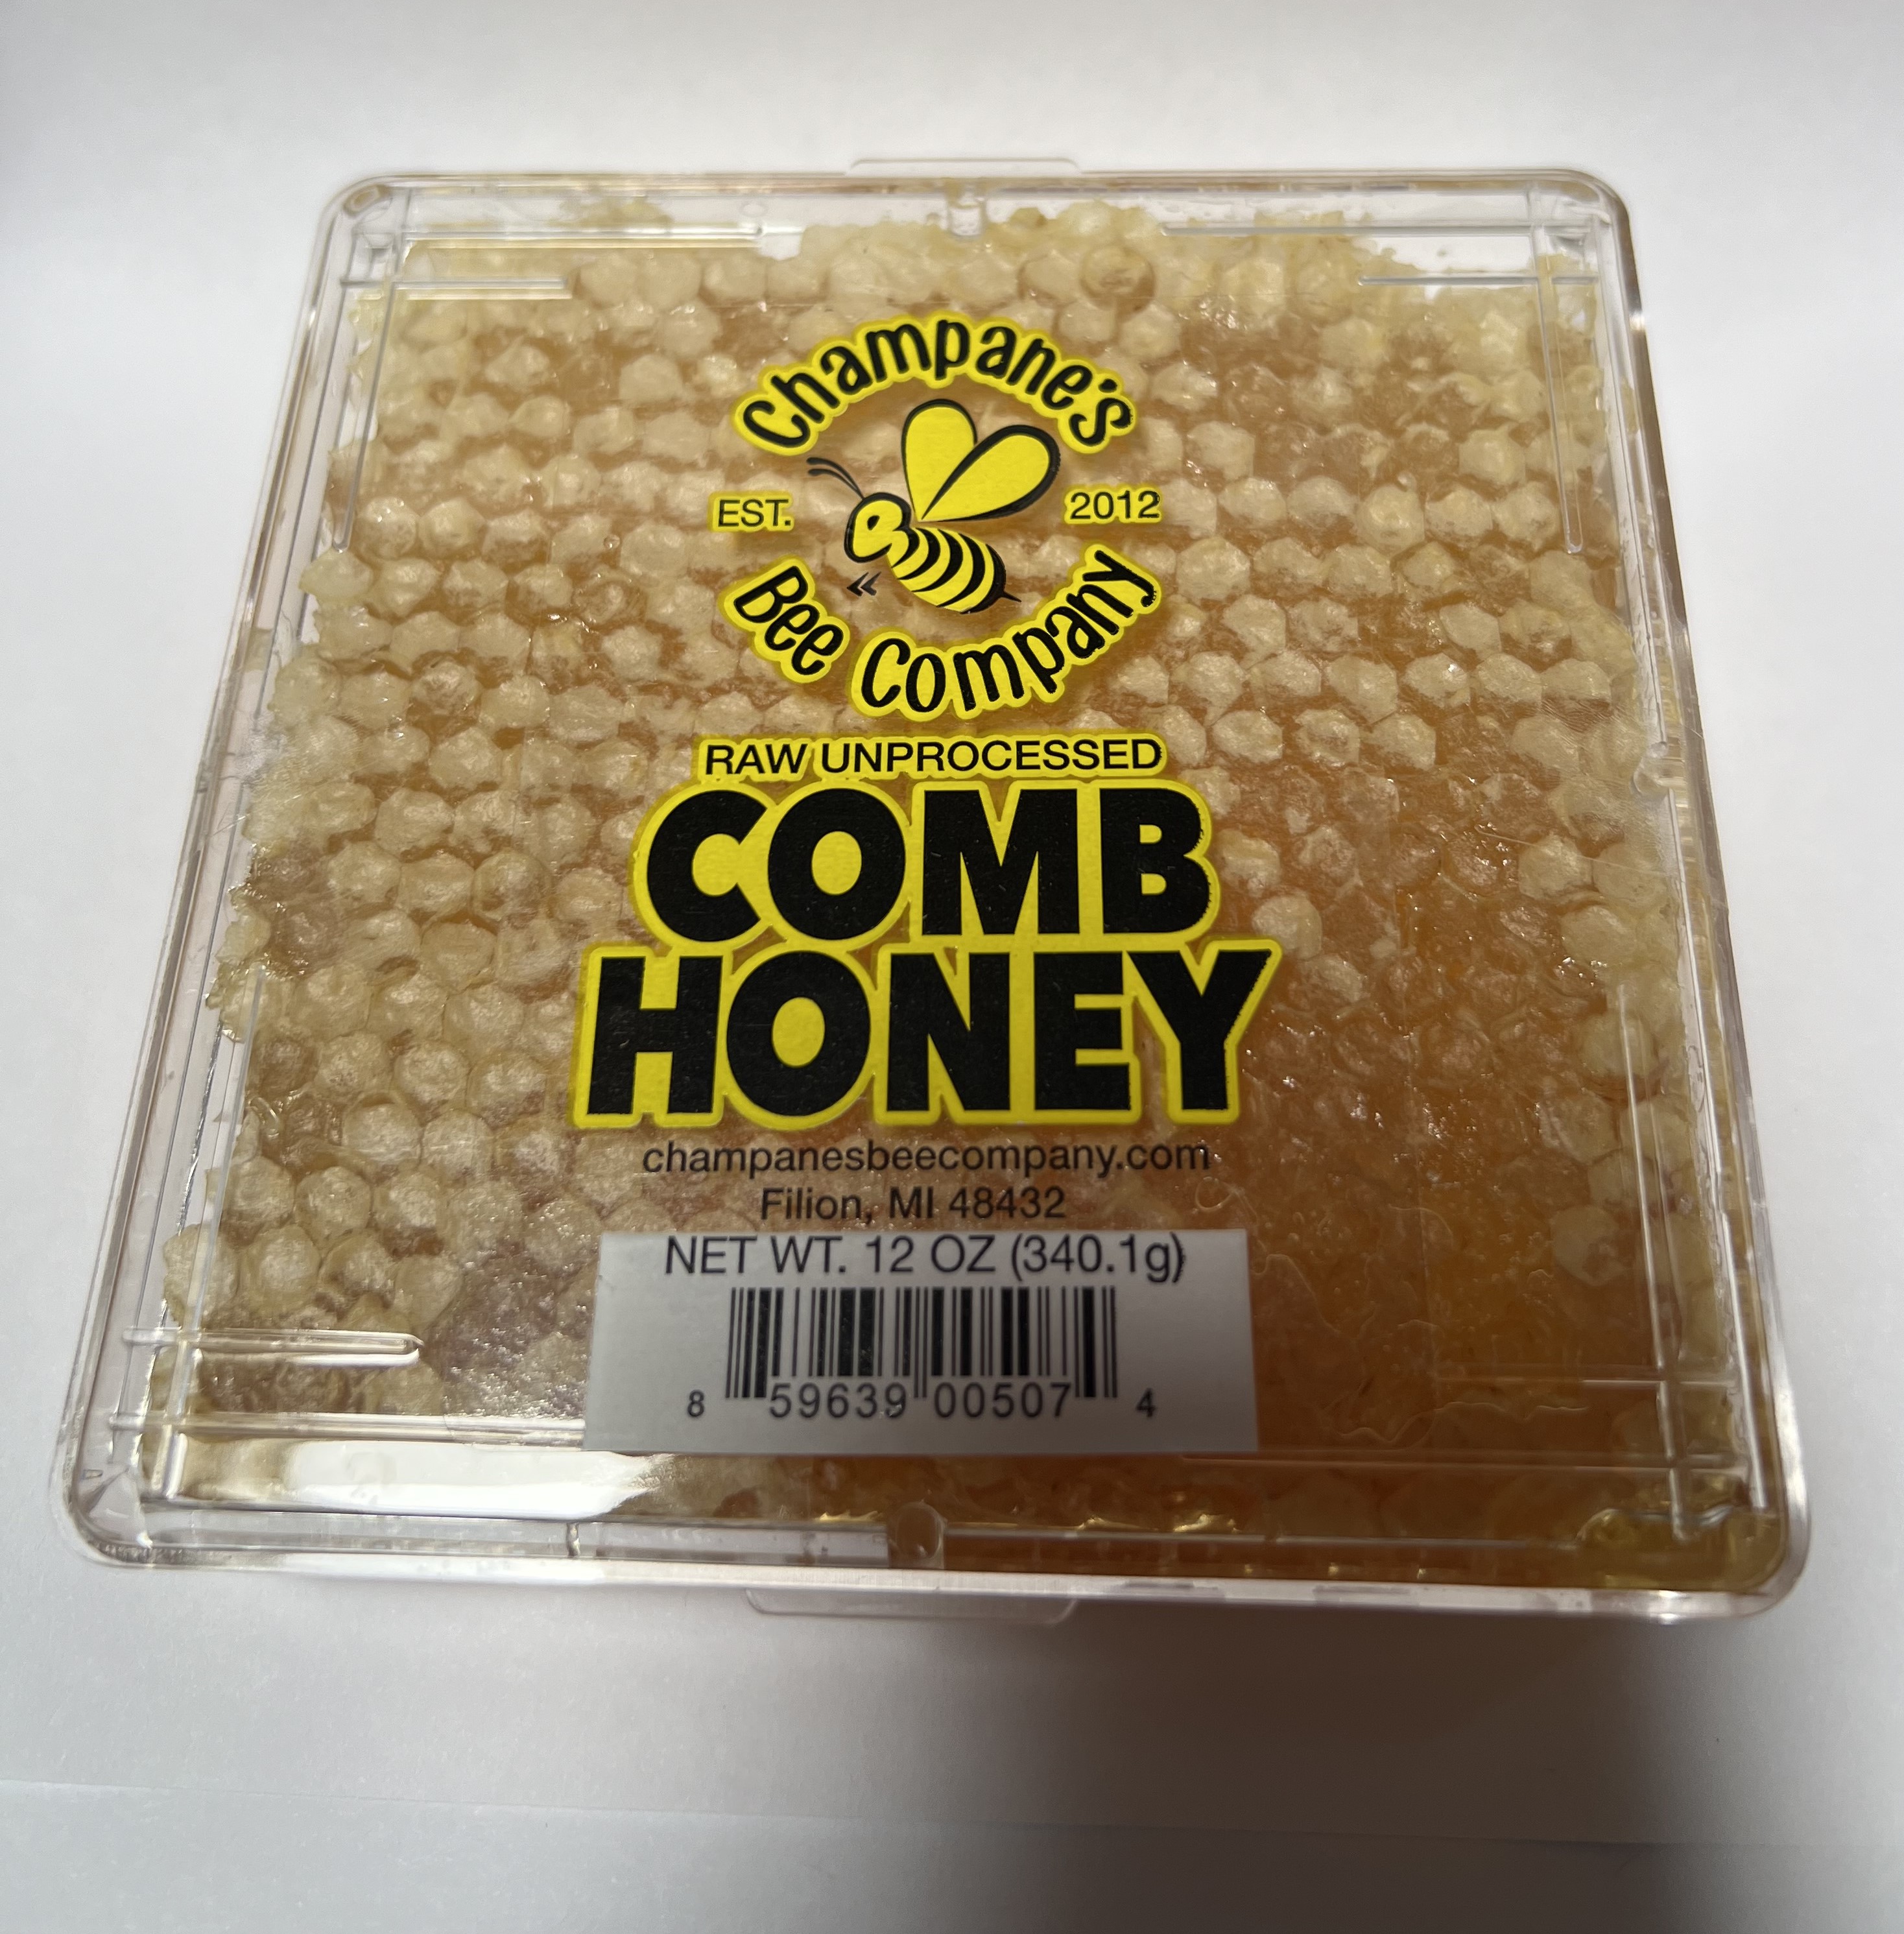 Champane's
EST. 2012
Bee Company
RAW UNPROCESSED
COMB
HONEY
champanesbeecompany.com
Filion, MI 48432
NET WT. 12 OZ (340.1g)
8 59639 00507 4